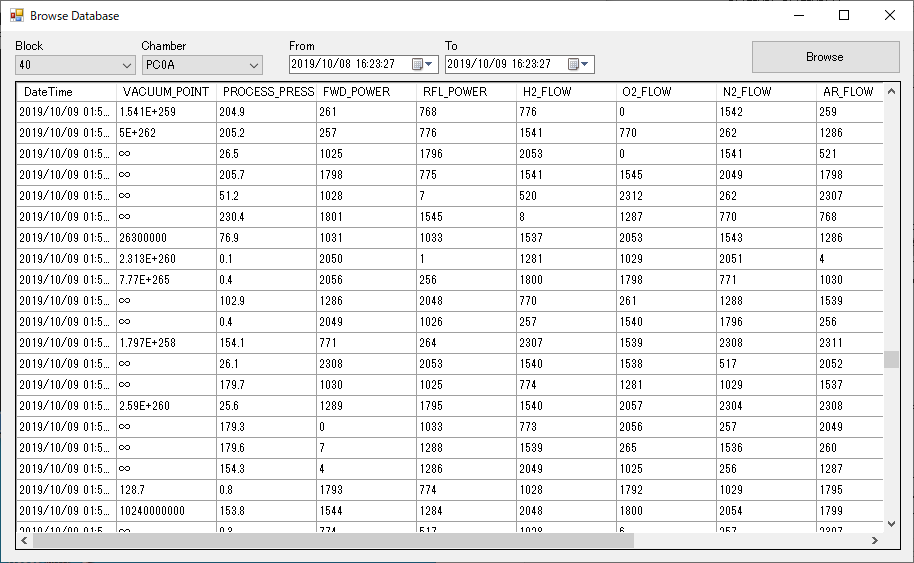 Browse Database
Block Chamber From To
40 PC0A 2019/10/08 16:23:27 2019/10/09 16:23:27 Browse
DateTime VACUUM_POINT PROCESS_PRESS FWD_POWER RFL_POWER H2_FLOW O2_FLOW N2_FLOW AR_FLOW
2019/10/09 01:5... 1.541E+259 204.9 261 768 776 0 1542 259
2019/10/09 01:5... 5E+262 205.2 257 776 1541 770 262 1286
2019/10/09 01:5... ∞ 26.5 1025 1796 2053 0 1541 521
2019/10/09 01:5... ∞ 205.7 1798 775 1541 1545 2049 1798
2019/10/09 01:5... ∞ 51.2 1028 7 520 2312 262 2307
2019/10/09 01:5... ∞ 230.4 1801 1545 8 1287 770 768
2019/10/09 01:5... 26300000 76.9 1031 1033 1537 2053 1543 1286
2019/10/09 01:5... 2.313E+260 0.1 2050 1 1281 1029 2051 4
2019/10/09 01:5... 7.77E+265 0.4 2056 256 1800 1798 771 1030
2019/10/09 01:5... ∞ 102.9 1286 2048 770 261 1288 1539
2019/10/09 01:5... ∞ 0.4 2049 1026 257 1540 1796 256
2019/10/09 01:5... 1.797E+258 154.1 771 264 2307 1539 2308 2311
2019/10/09 01:5... ∞ 26.1 2308 2053 1540 1538 517 2052
2019/10/09 01:5... ∞ 179.7 1030 1025 774 1281 1029 1537
2019/10/09 01:5... 2.59E+260 25.6 1289 1795 1540 2057 2304 2308
2019/10/09 01:5... ∞ 179.3 0 1033 773 2056 257 2049
2019/10/09 01:5... ∞ 179.6 7 1288 1539 265 1536 260
2019/10/09 01:5... ∞ 154.3 4 1286 2049 1025 256 1287
2019/10/09 01:5... 128.7 0.8 1793 774 1028 1792 1029 1795
2019/10/09 01:5... 10240000000 153.8 1544 1284 2048 1800 2054 1799
2019/10/09 01:5... ∞ 774 517 1028 6 257 2307